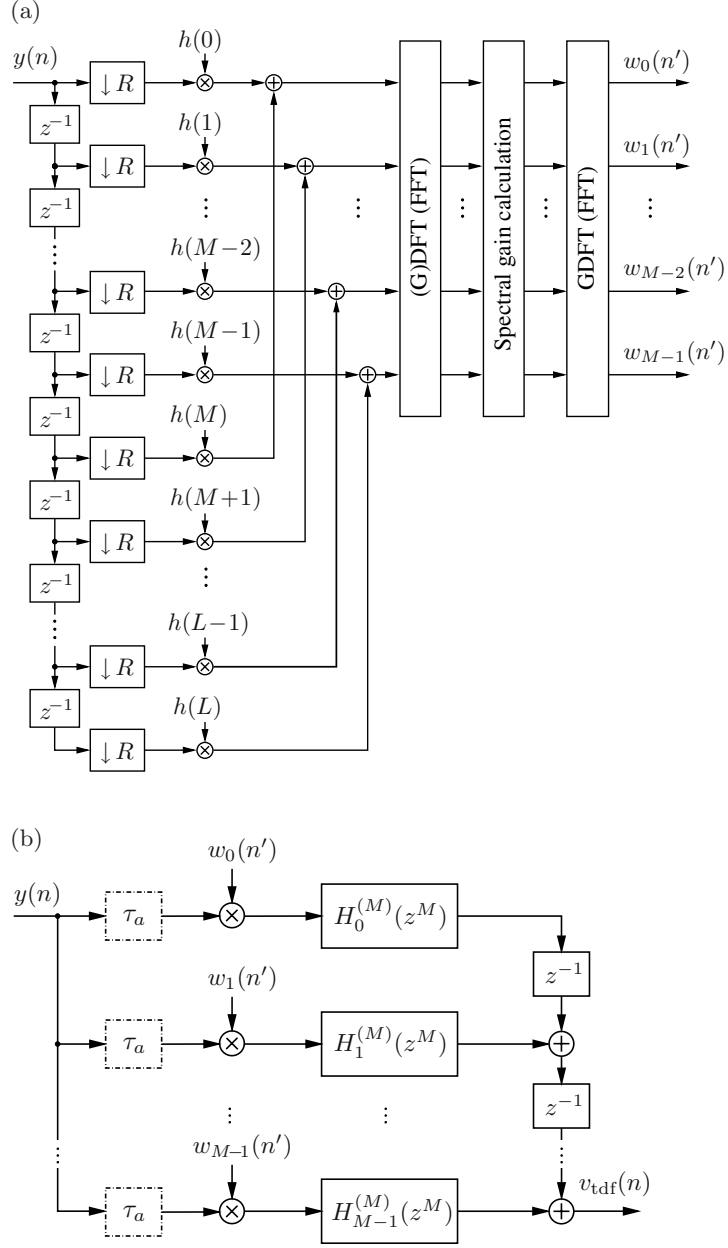 (a)
y(n)
h(0)
↓ R
w_0(n′)
z^{−1}
h(1)
↓ R
w_1(n′)
z^{−1}
⋮ ⋮ ⋮ ⋮ ⋮
⋮
h(M−2)
↓ R
w_{M−2}(n′)
z^{−1}
h(M−1)
↓ R
w_{M−1}(n′)
(G)DFT (FFT)
Spectral gain calculation
GDFT (FFT)
z^{−1}
h(M)
↓ R
z^{−1}
h(M+1)
↓ R
z^{−1}
⋮
⋮
h(L−1)
↓ R
z^{−1}
h(L)
↓ R
(b)
y(n)
w_0(n′)
τ_a
H_0^{(M)}(z^M)
z^{−1}
w_1(n′)
τ_a
H_1^{(M)}(z^M)
z^{−1}
⋮ ⋮
⋮ ⋮
w_{M−1}(n′)
τ_a
H_{M−1}^{(M)}(z^M)
v_{tdf}(n)